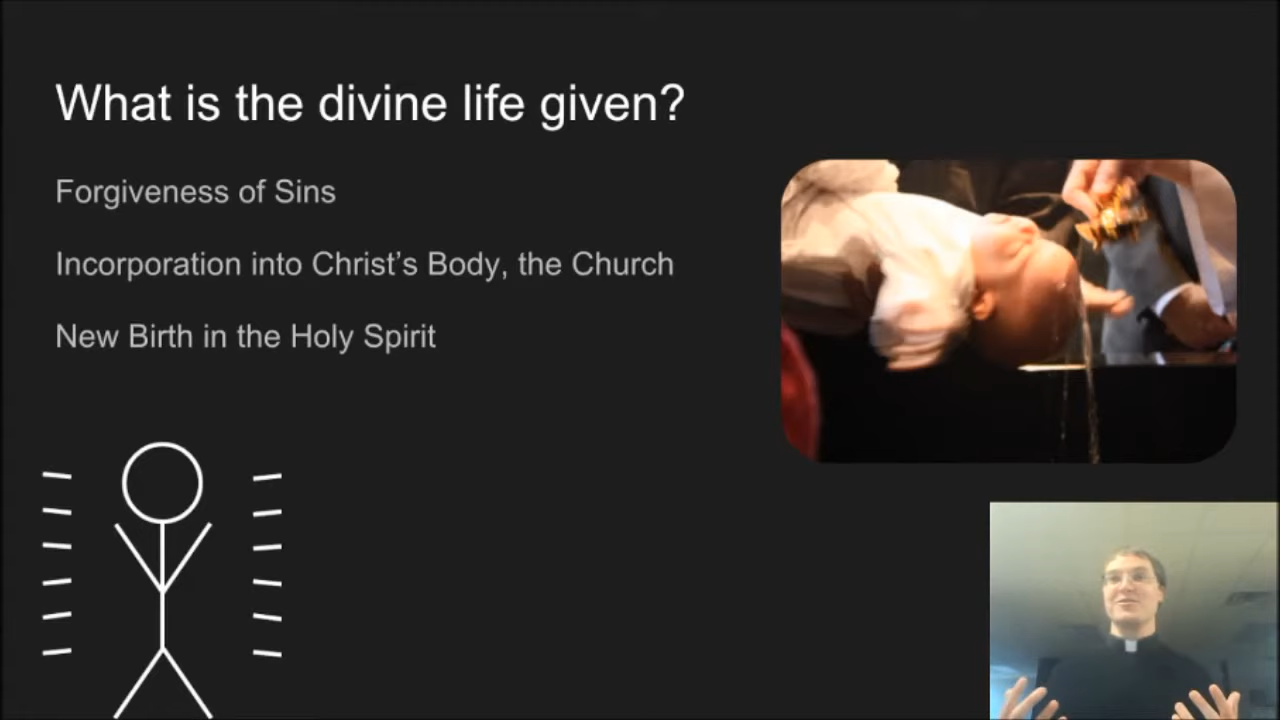 What is the divine life given?
Forgiveness of Sins
Incorporation into Christ’s Body, the Church
New Birth in the Holy Spirit